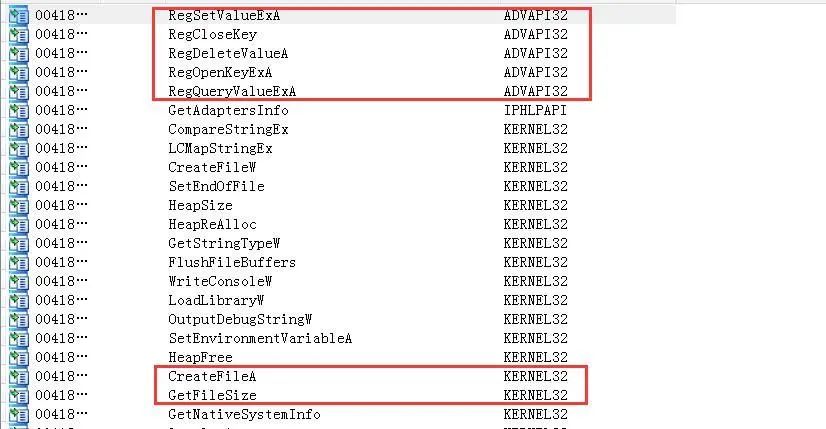 00418… RegSetValueExA ADVAPI32
00418… RegCloseKey ADVAPI32
00418… RegDeleteValueA ADVAPI32
00418… RegOpenKeyExA ADVAPI32
00418… RegQueryValueExA ADVAPI32
00418… GetAdaptersInfo IPHLPAPI
00418… CompareStringEx KERNEL32
00418… LCMapStringEx KERNEL32
00418… CreateFileW KERNEL32
00418… SetEndOfFile KERNEL32
00418… HeapSize KERNEL32
00418… HeapReAlloc KERNEL32
00418… GetStringTypeW KERNEL32
00418… FlushFileBuffers KERNEL32
00418… WriteConsoleW KERNEL32
00418… LoadLibraryW KERNEL32
00418… OutputDebugStringW KERNEL32
00418… SetEnvironmentVariableA KERNEL32
00418… HeapFree KERNEL32
00418… CreateFileA KERNEL32
00418… GetFileSize KERNEL32
00418… GetNativeSystemInfo KERNEL32